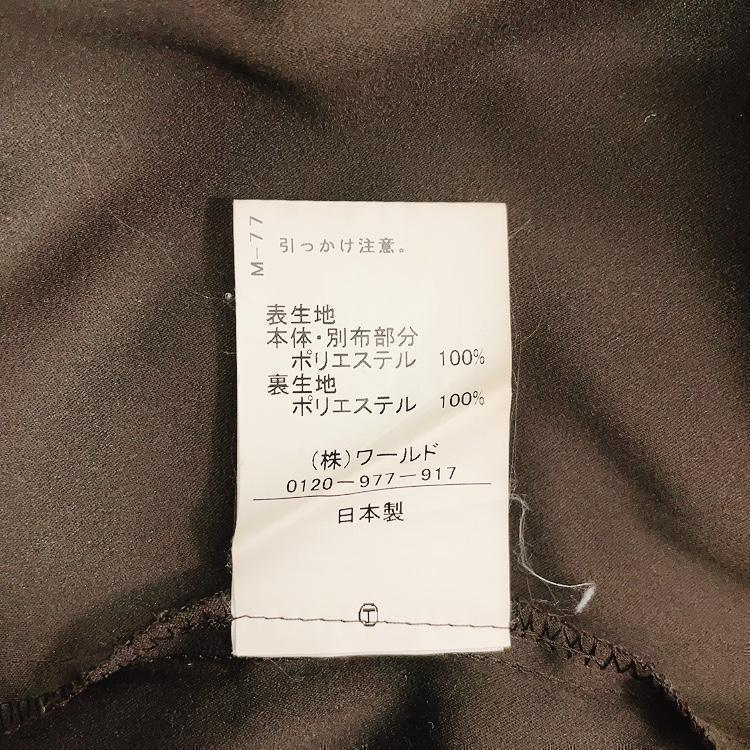 M-77
引っかけ注意。
表生地
本体・別布部分
ポリエステル 100%
裏生地
ポリエステル 100%
(株)ワールド
0120-977-917
日本製
T